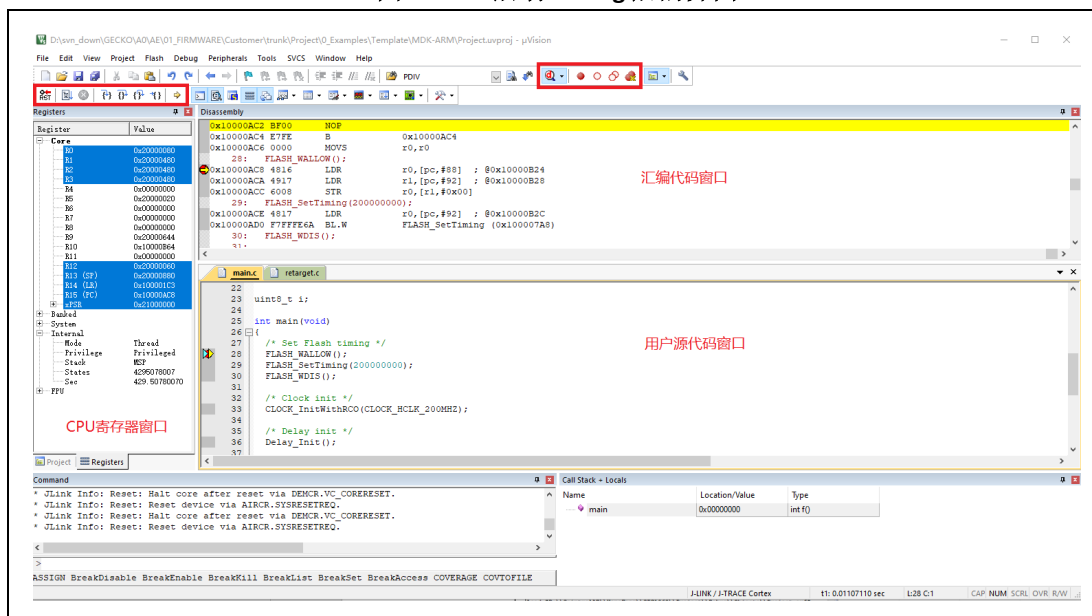 D:\svn_down\GECKO\A0\AE\01_FIRMWARE\Customer\trunk\Project\0_Examples\Template\MDK-ARM\Project.uvproj - µVision
File Edit View Project Flash Debug Peripherals Tools SVCS Window Help
PDIV
RST
Registers
Register Value
Core
R0 0x20000080
R1 0x20000480
R2 0x20000480
R3 0x20000480
R4 0x00000000
R5 0x20000020
R6 0x00000000
R7 0x00000000
R8 0x00000000
R9 0x20000644
R10 0x10000B64
R11 0x00000000
R12 0x20000060
R13 (SP) 0x20000880
R14 (LR) 0x100001C3
R15 (PC) 0x10000AC8
xPSR 0x21000000
Banked
System
Internal
Mode Thread
Privilege Privileged
Stack MSP
States 4295078007
Sec 429.50780070
FPU
CPU寄存器窗口
Project Registers
Disassembly
0x10000AC2 BF00 NOP
0x10000AC4 E7FE B 0x10000AC4
0x10000AC6 0000 MOVS r0,r0
28: FLASH_WALLOW();
0x10000AC8 4816 LDR r0,[pc,#88] ; @0x10000B24
0x10000ACA 4917 LDR r1,[pc,#92] ; @0x10000B28
0x10000ACC 6008 STR r0,[r1,#0x00]
29: FLASH_SetTiming(200000000);
0x10000ACE 4817 LDR r0,[pc,#92] ; @0x10000B2C
0x10000AD0 F7FFFE6A BL.W FLASH_SetTiming (0x100007A8)
30: FLASH_WDIS();
31:
汇编代码窗口
main.c retarget.c
22
23 uint8_t i;
24
25 int main(void)
26 {
27 /* Set Flash timing */
28 FLASH_WALLOW();
29 FLASH_SetTiming(200000000);
30 FLASH_WDIS();
31
32 /* Clock init */
33 CLOCK_InitWithRCO(CLOCK_HCLK_200MHZ);
34
35 /* Delay init */
36 Delay_Init();
37
用户源代码窗口
Command
* JLink Info: Reset: Halt core after reset via DEMCR.VC_CORERESET.
* JLink Info: Reset: Reset device via AIRCR.SYSRESETREQ.
* JLink Info: Reset: Halt core after reset via DEMCR.VC_CORERESET.
* JLink Info: Reset: Reset device via AIRCR.SYSRESETREQ.
>
ASSIGN BreakDisable BreakEnable BreakKill BreakList BreakSet BreakAccess COVERAGE COVTOFILE
Call Stack + Locals
Name Location/Value Type
main 0x00000000 int f()
J-LINK / J-TRACE Cortex t1: 0.01107110 sec L:28 C:1 CAP NUM SCRL OVR R/W